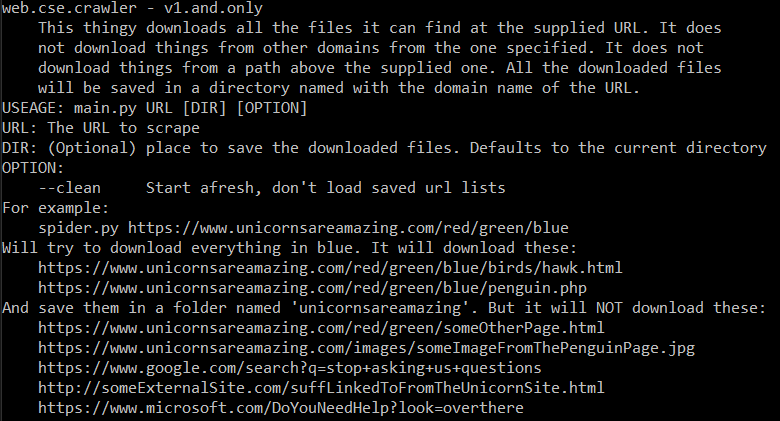 web.cse.crawler - v1.and.only
This thingy downloads all the files it can find at the supplied URL. It does
not download things from other domains from the one specified. It does not
download things from a path above the supplied one. All the downloaded files
will be saved in a directory named with the domain name of the URL.
USEAGE: main.py URL [DIR] [OPTION]
URL: The URL to scrape
DIR: (Optional) place to save the downloaded files. Defaults to the current directory
OPTION:
--clean     Start afresh, don't load saved url lists
For example:
spider.py https://www.unicornsareamazing.com/red/green/blue
Will try to download everything in blue. It will download these:
https://www.unicornsareamazing.com/red/green/blue/birds/hawk.html
https://www.unicornsareamazing.com/red/green/blue/penguin.php
And save them in a folder named 'unicornsareamazing'. But it will NOT download these:
https://www.unicornsareamazing.com/red/green/someOtherPage.html
https://www.unicornsareamazing.com/images/someImageFromThePenguinPage.jpg
https://www.google.com/search?q=stop+asking+us+questions
http://someExternalSite.com/suffLinkedToFromTheUnicornSite.html
https://www.microsoft.com/DoYouNeedHelp?look=overthere